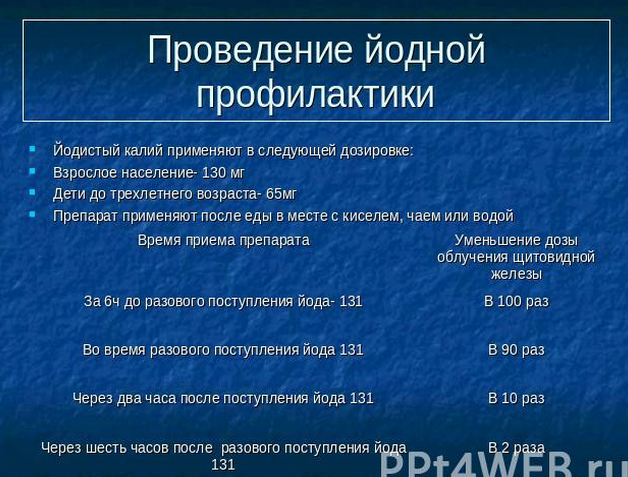 Проведение йодной
профилактики
Йодистый калий применяют в следующей дозировке:
Взрослое население- 130 мг
Дети до трехлетнего возраста- 65мг
Препарат применяют после еды в месте с киселем, чаем или водой
Время приема препарата
Уменьшение дозы
облучения щитовидной
железы
За 6ч до разового поступления йода- 131
В 100 раз
Во время разового поступления йода 131
В 90 раз
Через два часа после поступления йода 131
В 10 раз
Через шесть часов после  разового поступления йода
131
В 2 раза
PPt4WEB.ru